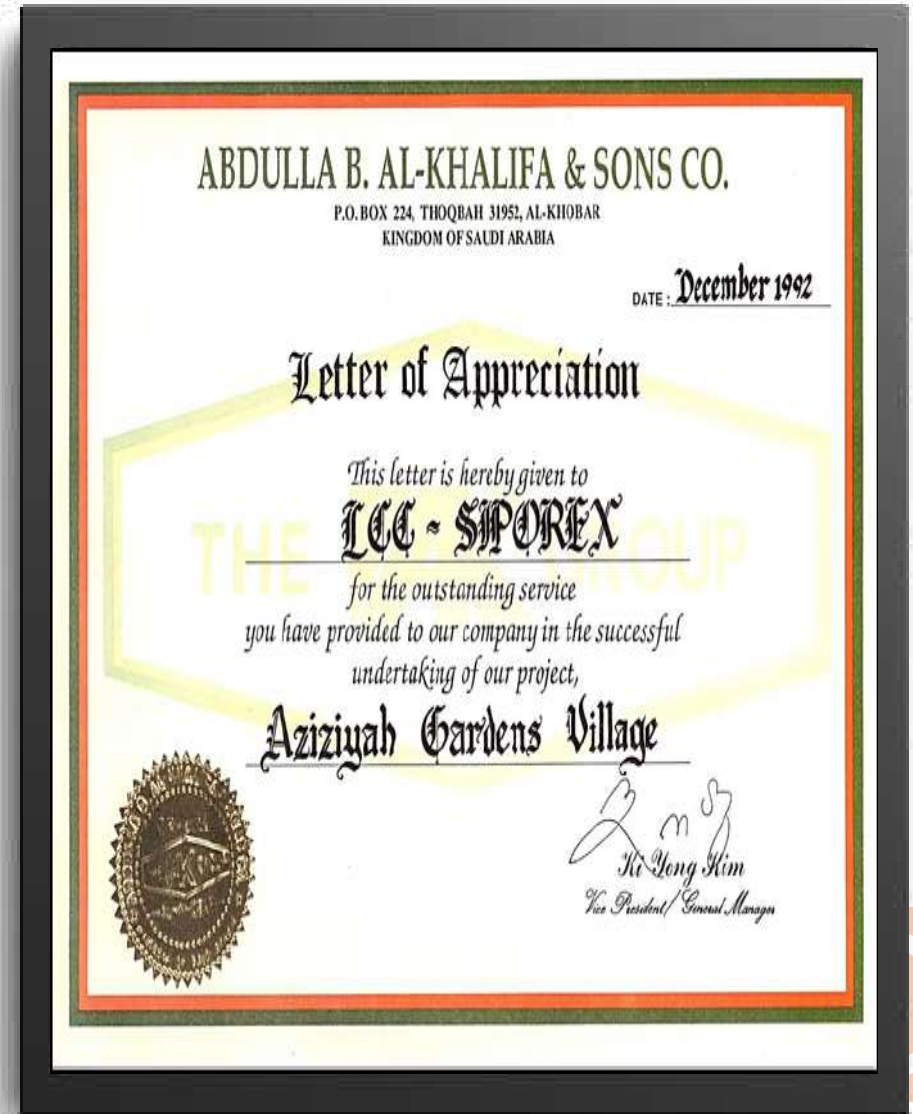 ABDULLA B. AL-KHALIFA & SONS CO.
P.O. BOX 224, THOQBAH 31952, AL-KHOBAR
KINGDOM OF SAUDI ARABIA
DATE : December 1992
Letter of Appreciation
This letter is hereby given to
LCC - SIPOREX
THE GROUP
for the outstanding service
you have provided to our company in the successful
undertaking of our project,
Aziziyah Gardens Village
Ki Yong Kim
Vice President / General Manager